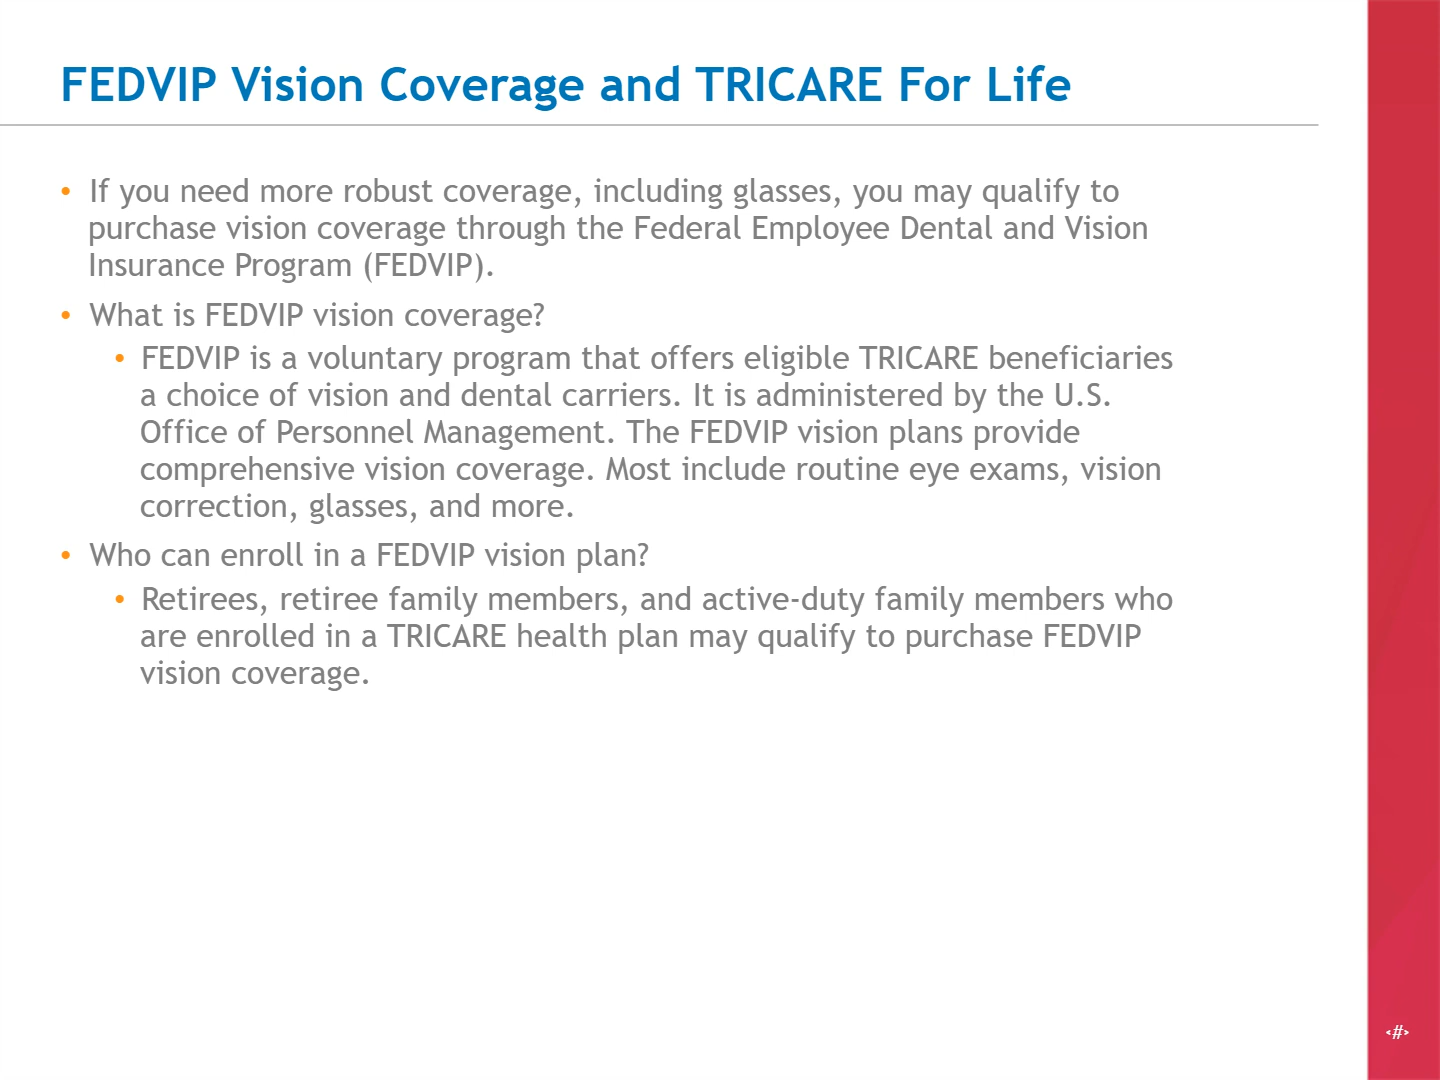 FEDVIP Vision Coverage and TRICARE For Life
• If you need more robust coverage, including glasses, you may qualify to
purchase vision coverage through the Federal Employee Dental and Vision
Insurance Program (FEDVIP).
• What is FEDVIP vision coverage?
• FEDVIP is a voluntary program that offers eligible TRICARE beneficiaries
a choice of vision and dental carriers. It is administered by the U.S.
Office of Personnel Management. The FEDVIP vision plans provide
comprehensive vision coverage. Most include routine eye exams, vision
correction, glasses, and more.
• Who can enroll in a FEDVIP vision plan?
• Retirees, retiree family members, and active-duty family members who
are enrolled in a TRICARE health plan may qualify to purchase FEDVIP
vision coverage.
‹#›